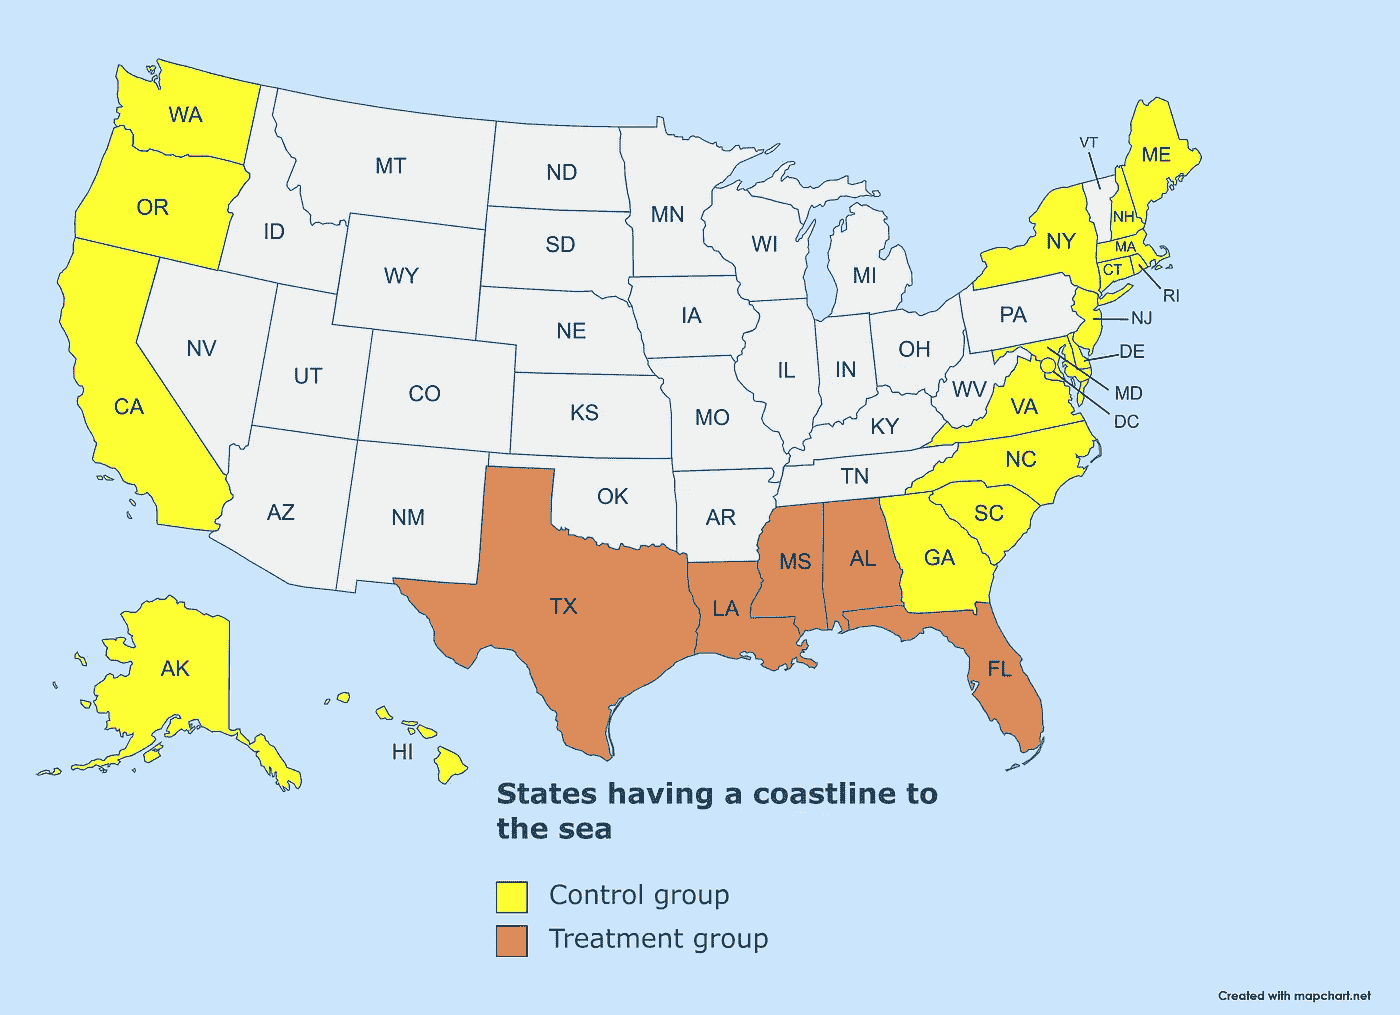 WA
OR
CA
ID
NV
MT
WY
UT
AZ
CO
NM
ND
SD
NE
KS
OK
TX
MN
IA
MO
AR
LA
WI
IL
MI
IN
OH
KY
TN
MS
AL
GA
FL
SC
NC
VA
WV
PA
NY
VT
NH
ME
MA
CT
RI
NJ
DE
MD
DC
AK
HI
States having a coastline to
the sea
Control group
Treatment group
Created with mapchart.net